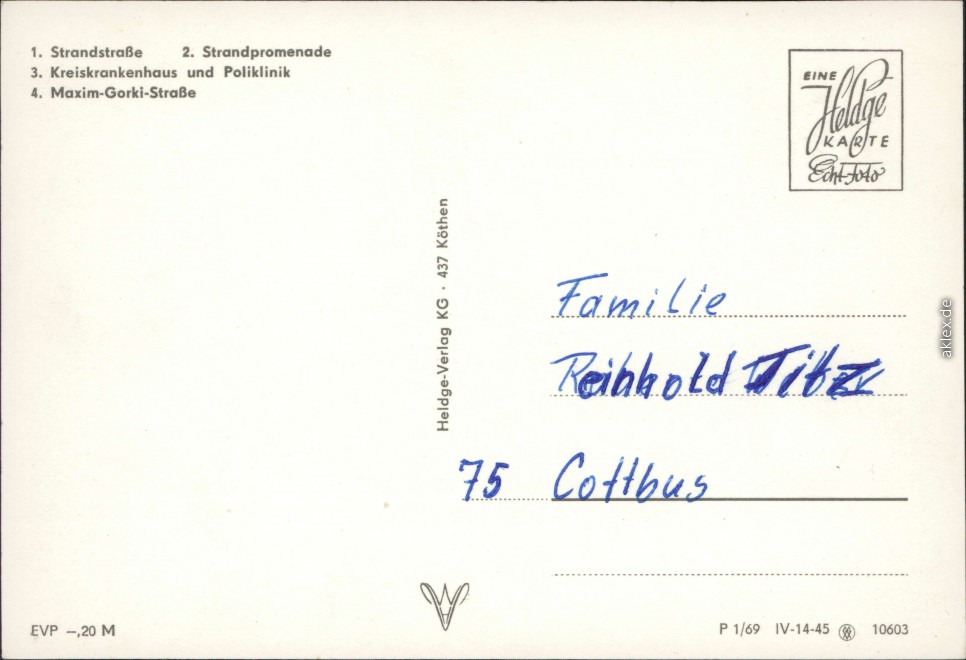 1. Strandstraße 2. Strandpromenade
3. Kreiskrankenhaus und Poliklinik
4. Maxim-Gorki-Straße
EINE
Heldge
KARTE
Echt-Foto
Heldge-Verlag KG · 437 Köthen
Familie
Reinhold
75 Cottbus
EVP –,20 M
P 1/69 IV-14-45 10603
aklex.de